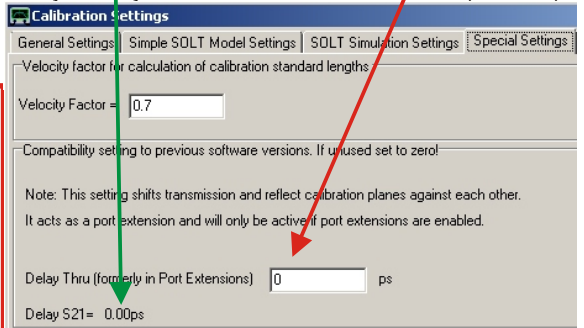 Calibration Settings
General Settings Simple SOLT Model Settings SOLT Simulation Settings Special Settings
Velocity factor for calculation of calibration standard lengths
Velocity Factor = 0.7
Compatibility setting to previous software versions. If unused set to zero!
Note: This setting shifts transmission and reflect calibration planes against each other.
It acts as a port extension and will only be active if port extensions are enabled.
Delay Thru (formerly in Port Extensions) 0 ps
Delay S21= 0.00ps